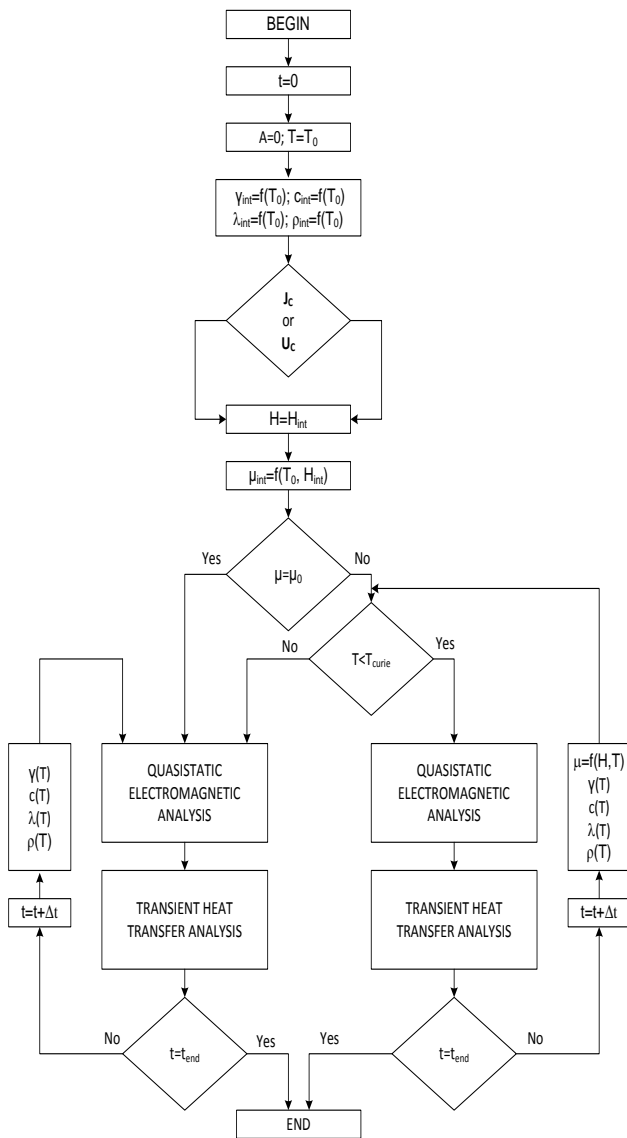 BEGIN
t=0
A=0; T=T₀
γint=f(T₀); cint=f(T₀)
λint=f(T₀); ρint=f(T₀)
Jc
or
Uc
H=Hint
μint=f(T₀, Hint)
Yes
μ=μ₀
No
No
T<Tcurie
Yes
γ(T)
c(T)
λ(T)
ρ(T)
t=t+Δt
QUASISTATIC
ELECTROMAGNETIC
ANALYSIS
TRANSIENT HEAT
TRANSFER ANALYSIS
No
t=tend
Yes
QUASISTATIC
ELECTROMAGNETIC
ANALYSIS
TRANSIENT HEAT
TRANSFER ANALYSIS
Yes
t=tend
No
μ=f(H,T)
γ(T)
c(T)
λ(T)
ρ(T)
t=t+Δt
END